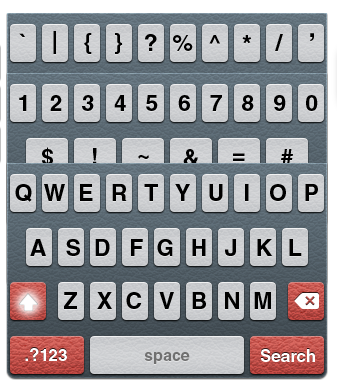 ` | { } ? % ^ * / ’
1 2 3 4 5 6 7 8 9 0
$ ! ~ & = #
Q W E R T Y U I O P
A S D F G H J K L
Z X C V B N M
.?123 space Search